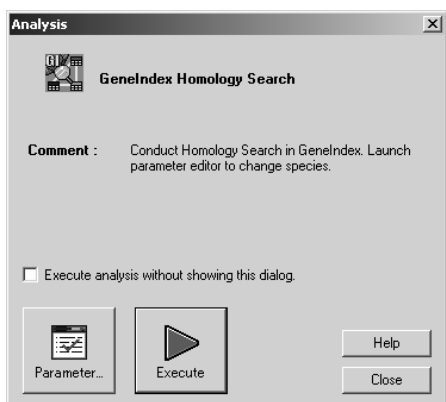 Analysis
GI
GeneIndex Homology Search
Comment : Conduct Homology Search in GeneIndex. Launch
parameter editor to change species.
Execute analysis without showing this dialog.
Parameter...
Execute
Help
Close